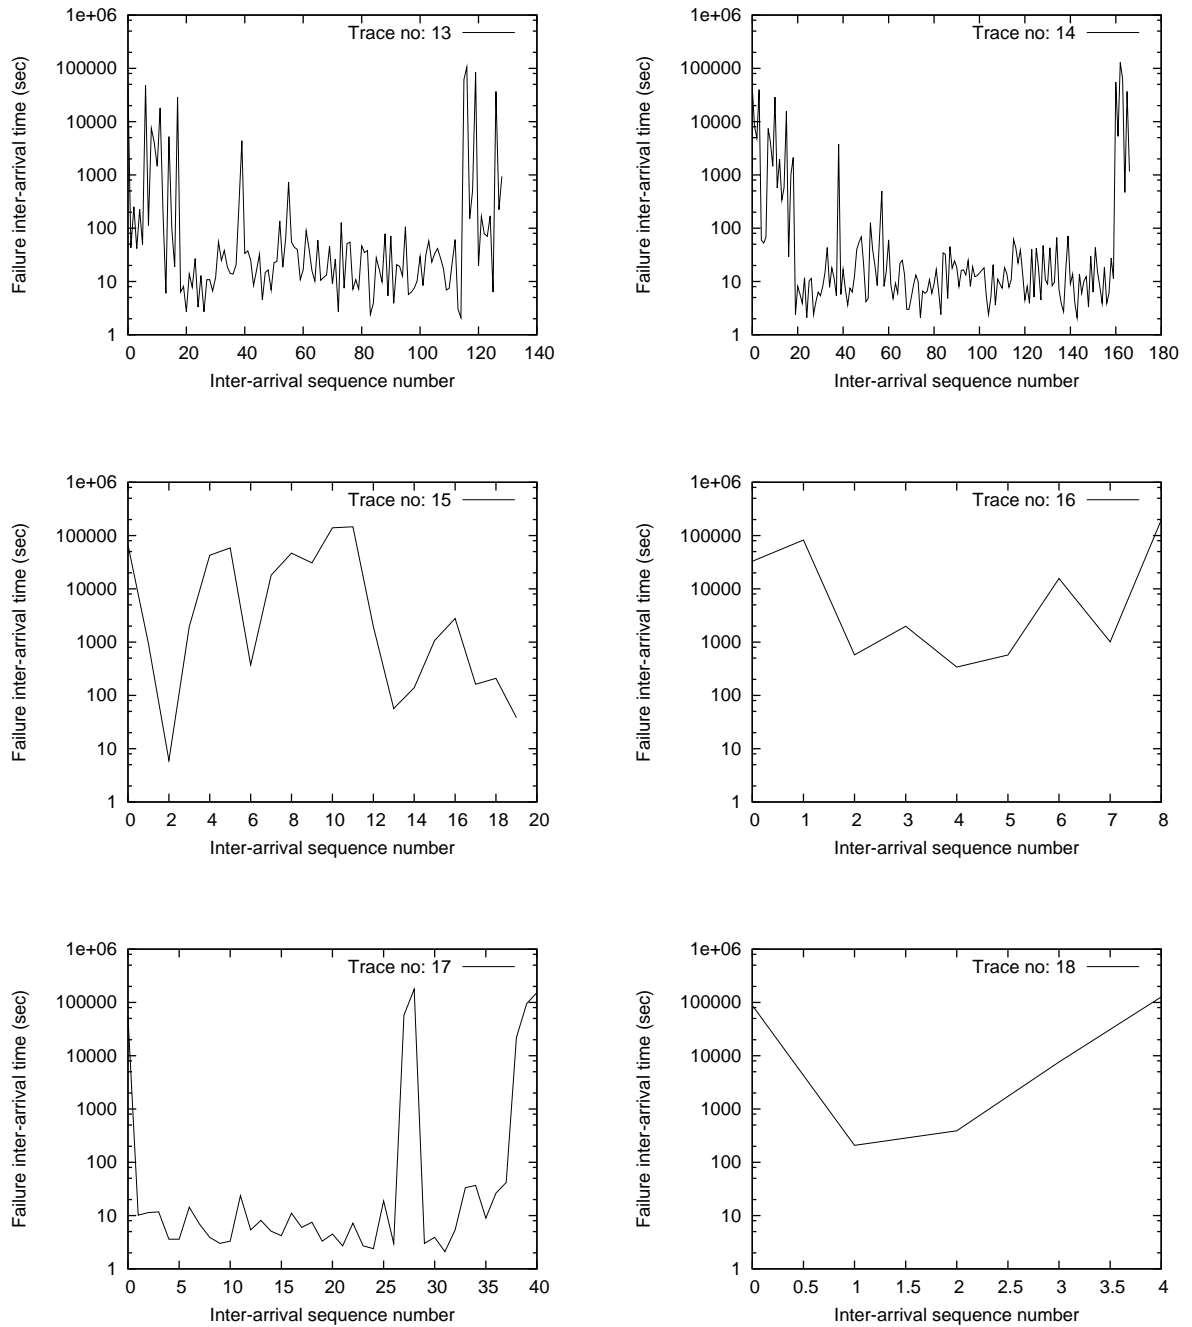 Trace no: 13
Failure inter-arrival time (sec)
1e+06
100000
10000
1000
100
10
1
0 20 40 60 80 100 120 140
Inter-arrival sequence number
Trace no: 14
Failure inter-arrival time (sec)
1e+06
100000
10000
1000
100
10
1
0 20 40 60 80 100 120 140 160 180
Inter-arrival sequence number
Trace no: 15
Failure inter-arrival time (sec)
1e+06
100000
10000
1000
100
10
1
0 2 4 6 8 10 12 14 16 18 20
Inter-arrival sequence number
Trace no: 16
Failure inter-arrival time (sec)
1e+06
100000
10000
1000
100
10
1
0 1 2 3 4 5 6 7 8
Inter-arrival sequence number
Trace no: 17
Failure inter-arrival time (sec)
1e+06
100000
10000
1000
100
10
1
0 5 10 15 20 25 30 35 40
Inter-arrival sequence number
Trace no: 18
Failure inter-arrival time (sec)
1e+06
100000
10000
1000
100
10
1
0 0.5 1 1.5 2 2.5 3 3.5 4
Inter-arrival sequence number